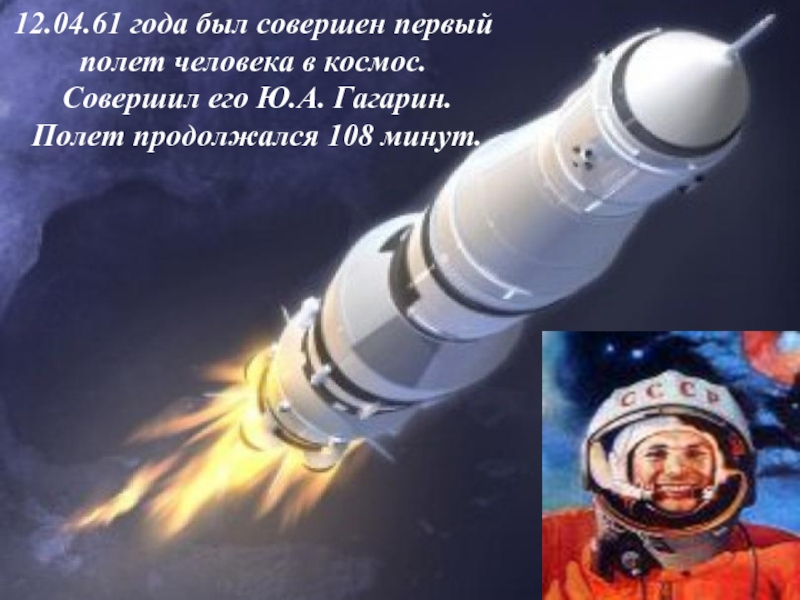 12.04.61 года был совершен первый
полет человека в космос.
Совершил его Ю.А. Гагарин.
Полет продолжался 108 минут.
СССР